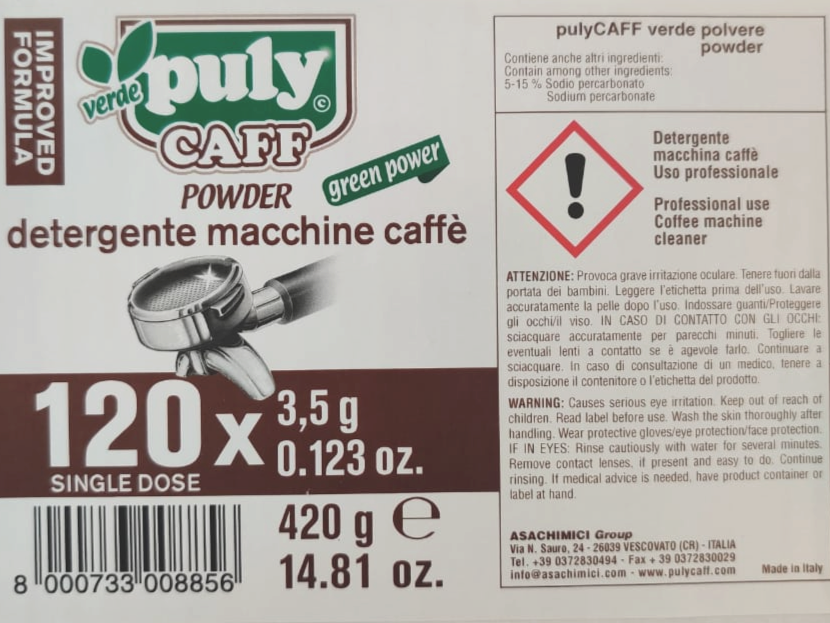 IMPROVED
FORMULA
verde
puly
CAFF
POWDER
green power
detergente macchine caffè
120 x 3,5 g
0.123 oz.
SINGLE DOSE
420 g e
14.81 oz.
8 000733 008856
pulyCAFF verde polvere
powder
Contiene anche altri ingredienti:
Contain among other ingredients:
5-15 % Sodio percarbonato
Sodium percarbonate
Detergente
macchina caffè
Uso professionale
Professional use
Coffee machine
cleaner
ATTENZIONE: Provoca grave irritazione oculare. Tenere fuori dalla
portata dei bambini. Leggere l'etichetta prima dell'uso. Lavare
accuratamente la pelle dopo l'uso. Indossare guanti/Proteggere
gli occhi/il viso. IN CASO DI CONTATTO CON GLI OCCHI:
sciacquare accuratamente per parecchi minuti. Togliere le
eventuali lenti a contatto se è agevole farlo. Continuare a
sciacquare. In caso di consultazione di un medico, tenere a
disposizione il contenitore o l'etichetta del prodotto.
WARNING: Causes serious eye irritation. Keep out of reach of
children. Read label before use. Wash the skin thoroughly after
handling. Wear protective gloves/eye protection/face protection.
IF IN EYES: Rinse cautiously with water for several minutes.
Remove contact lenses, if present and easy to do. Continue
rinsing. If medical advice is needed, have product container or
label at hand.
ASACHIMICI Group
Via N. Sauro, 24 - 26039 VESCOVATO (CR) - ITALIA
Tel. +39 0372830494 - Fax + 39 0372830029
info@asachimici.com - www.pulycaff.com
Made in Italy